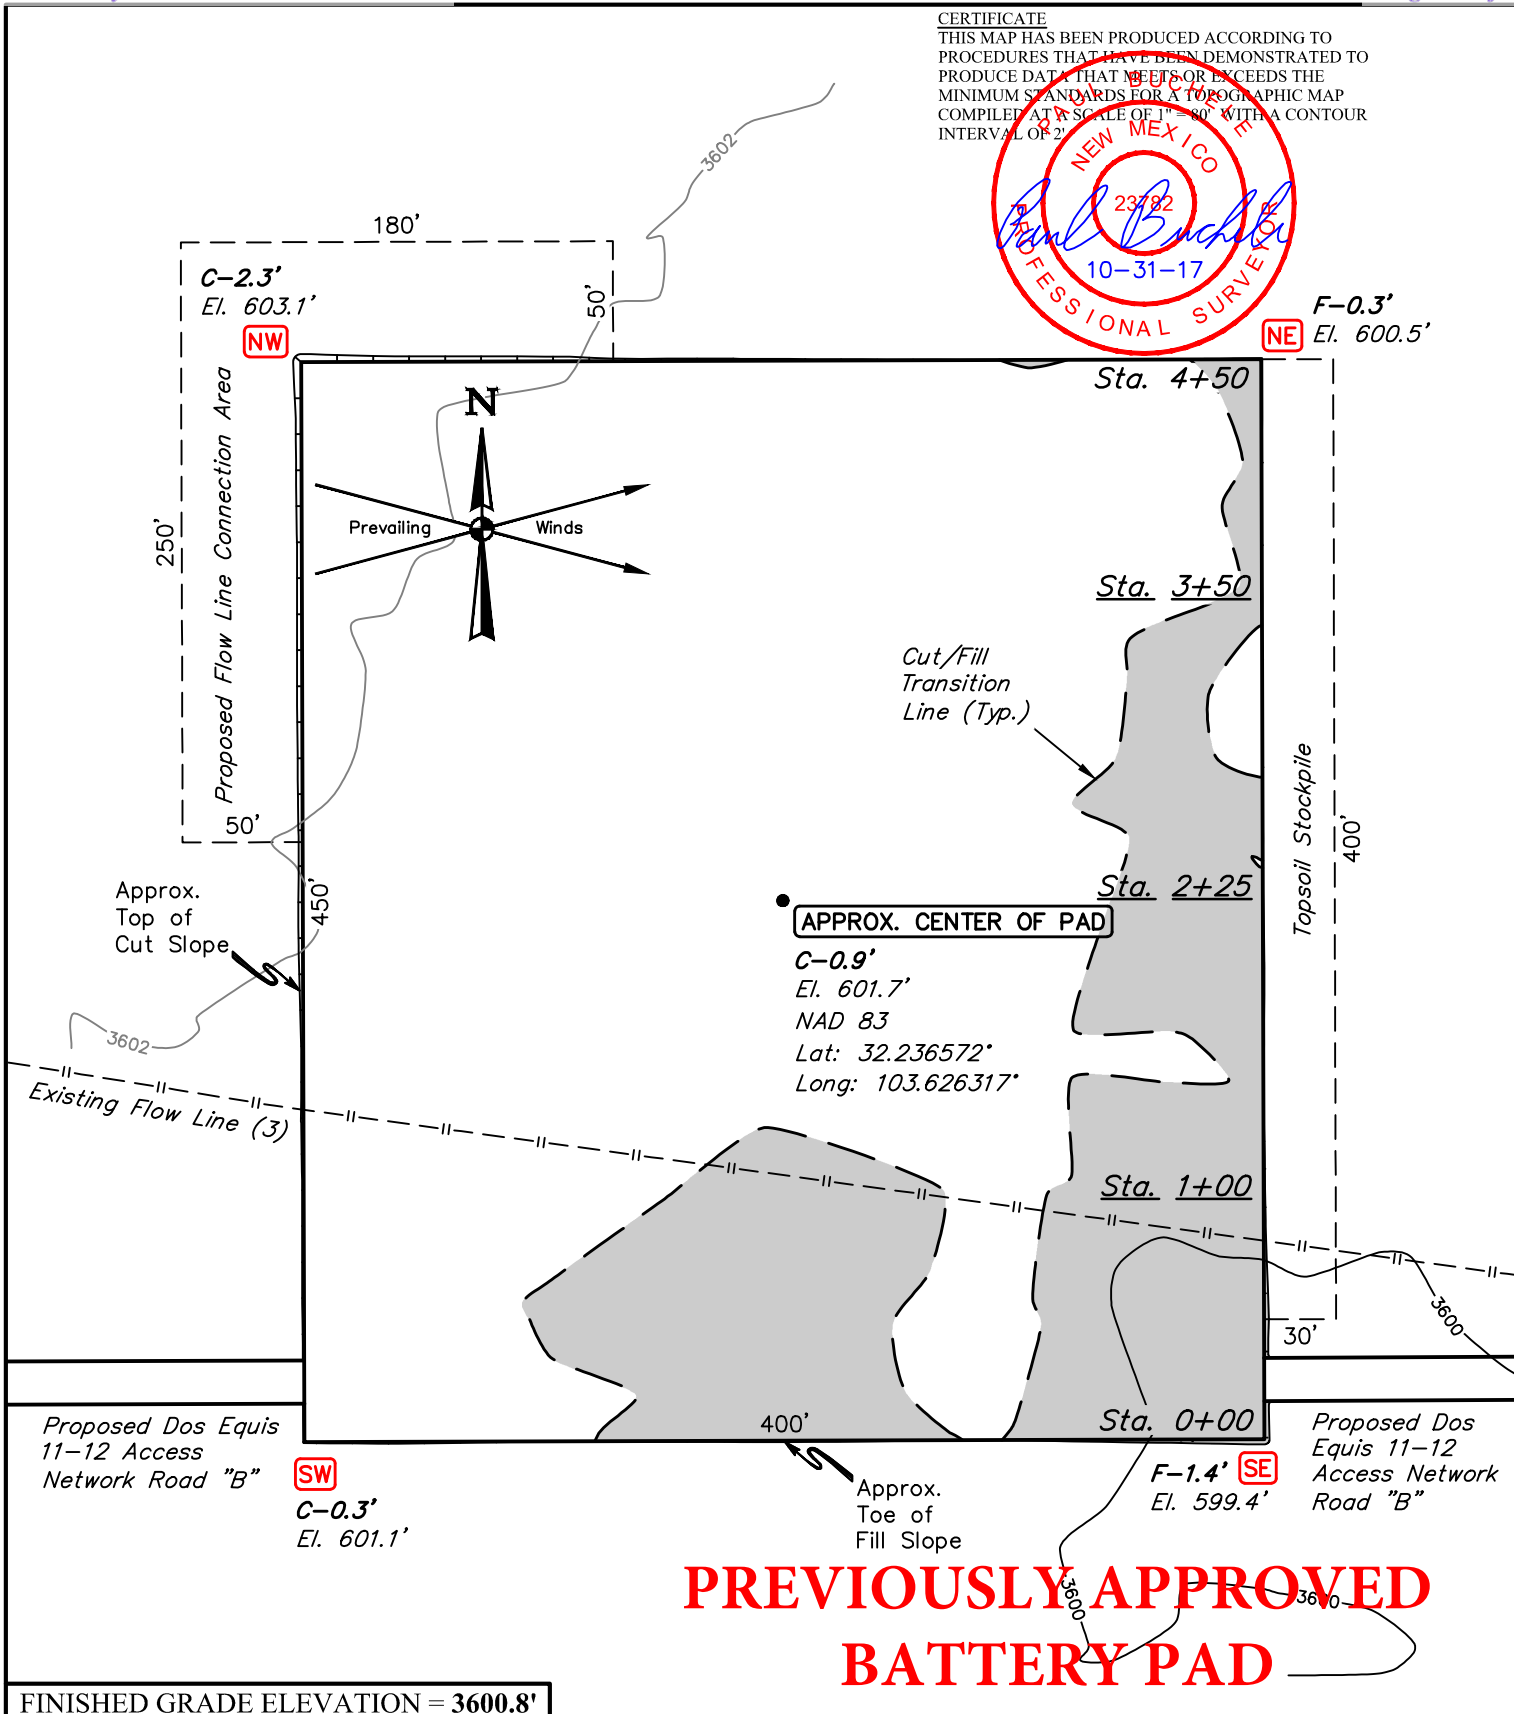 CERTIFICATE
THIS MAP HAS BEEN PRODUCED ACCORDING TO
PROCEDURES THAT HAVE BEEN DEMONSTRATED TO
PRODUCE DATA THAT MEETS OR EXCEEDS THE
MINIMUM STANDARDS FOR A TOPOGRAPHIC MAP
COMPILED AT A SCALE OF 1" = 80' WITH A CONTOUR
INTERVAL OF 2'.
PAUL BUCHELE
NEW MEXICO
23782
Paul Buchele
10-31-17
PROFESSIONAL SURVEYOR
3602
180'
C-2.3'
El. 603.1'
NW
50'
F-0.3'
NE
El. 600.5'
Sta. 4+50
N
Prevailing Winds
250'
Proposed Flow Line Connection Area
50'
Sta. 3+50
Cut/Fill
Transition
Line (Typ.)
Topsoil Stockpile
400'
450'
Approx.
Top of
Cut Slope
Sta. 2+25
APPROX. CENTER OF PAD
C-0.9'
El. 601.7'
NAD 83
Lat: 32.236572°
Long: 103.626317°
3602
Existing Flow Line (3)
Sta. 1+00
30'
3600
400'
Sta. 0+00
Proposed Dos Equis
11-12 Access
Network Road "B"
SW
C-0.3'
El. 601.1'
Approx.
Toe of
Fill Slope
F-1.4' SE
El. 599.4'
Proposed Dos
Equis 11-12
Access Network
Road "B"
PREVIOUSLY APPROVED
BATTERY PAD
3600
3600
FINISHED GRADE ELEVATION = 3600.8'